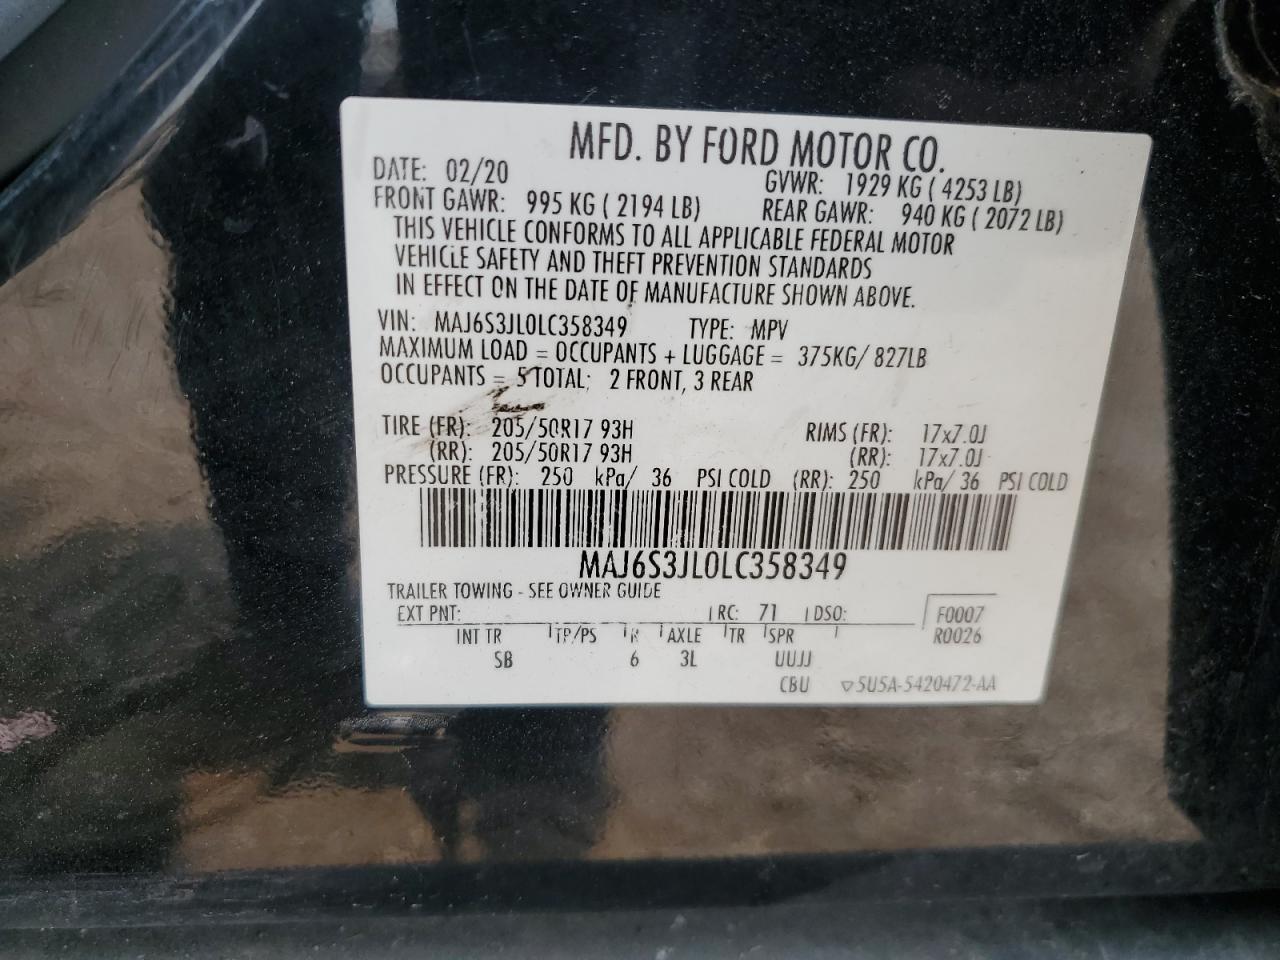 MFD. BY FORD MOTOR CO.
DATE: 02/20 GVWR: 1929 KG ( 4253 LB)
FRONT GAWR: 995 KG ( 2194 LB) REAR GAWR: 940 KG ( 2072 LB)
THIS VEHICLE CONFORMS TO ALL APPLICABLE FEDERAL MOTOR
VEHICLE SAFETY AND THEFT PREVENTION STANDARDS
IN EFFECT ON THE DATE OF MANUFACTURE SHOWN ABOVE.
VIN: MAJ6S3JL0LC358349 TYPE: MPV
MAXIMUM LOAD = OCCUPANTS + LUGGAGE = 375KG/ 827LB
OCCUPANTS = 5 TOTAL; 2 FRONT, 3 REAR
TIRE (FR): 205/50R17 93H RIMS (FR): 17x7.0J
(RR): 205/50R17 93H (RR): 17x7.0J
PRESSURE (FR): 250 kPa/ 36 PSI COLD (RR): 250 kPa/ 36 PSI COLD
MAJ6S3JL0LC358349
TRAILER TOWING - SEE OWNER GUIDE
EXT PNT: RC: 71 DSO: F0007
INT TR TP/PS R AXLE TR SPR R0026
SB 6 3L UUJJ
CBU ▽5U5A-5420472-AA